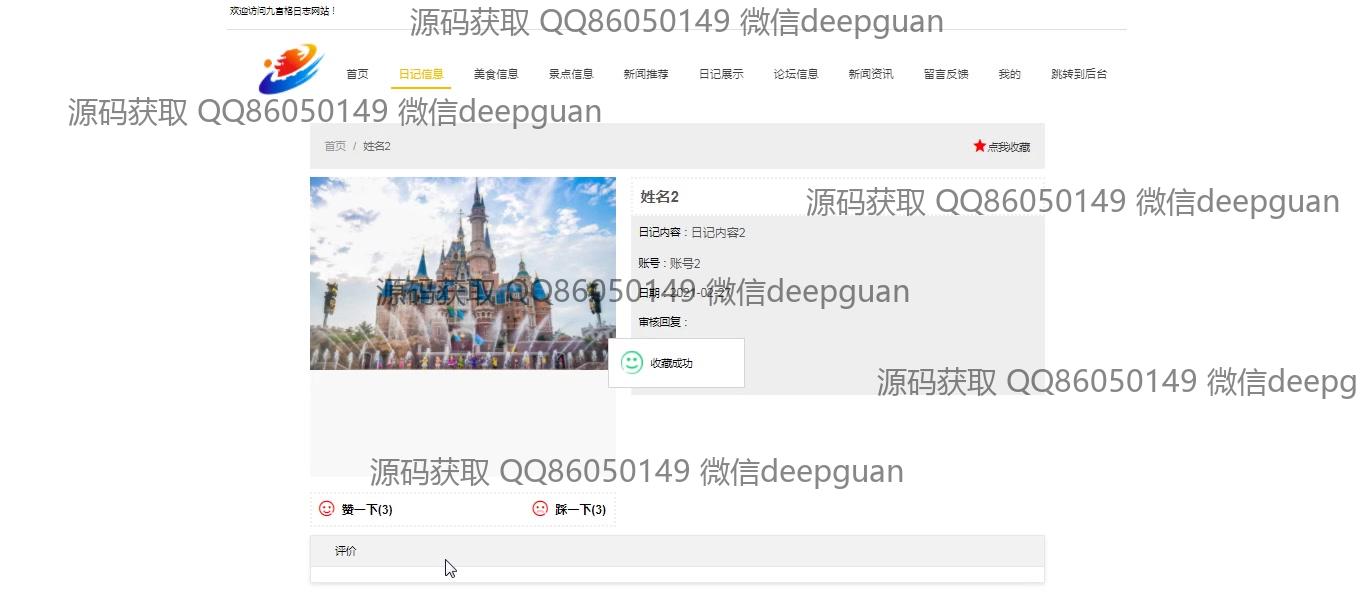 欢迎访问九宫格日志网站！
源码获取 QQ86050149 微信deepguan
首页 日记信息 美食信息 景点信息 新闻推荐 日记展示 论坛信息 新闻资讯 留言反馈 我的 跳转到后台
源码获取 QQ86050149 微信deepguan
首页 / 姓名2
点我收藏
姓名2
源码获取 QQ86050149 微信deepguan
日记内容：日记内容2
账号：账号2
日期：2021-02-27
源码获取 QQ86050149 微信deepguan
审核回复：
收藏成功
源码获取 QQ86050149 微信deepg
源码获取 QQ86050149 微信deepguan
赞一下(3)
踩一下(3)
评价